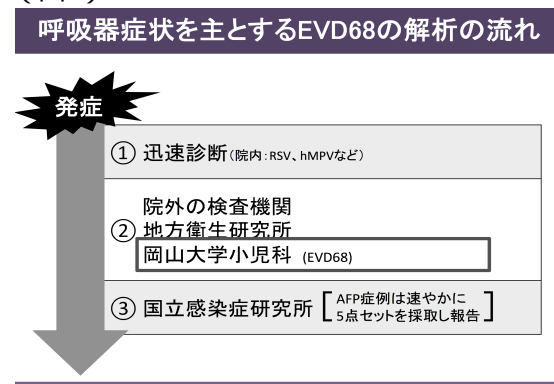 呼吸器症状を主とするEVD68の解析の流れ
発症
① 迅速診断(院内:RSV、hMPVなど)
院外の検査機関
② 地方衛生研究所
岡山大学小児科 (EVD68)
③ 国立感染症研究所 [AFP症例は速やかに
5点セットを採取し報告]